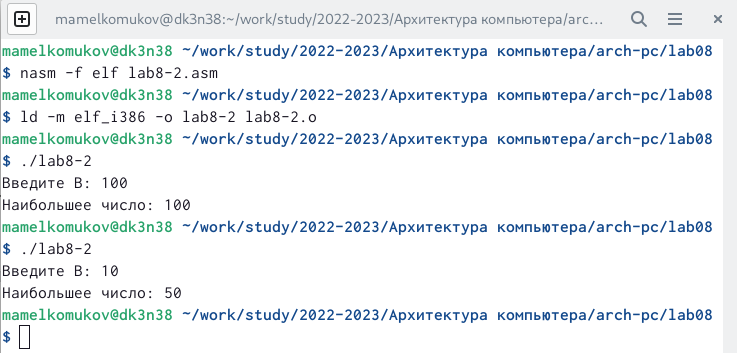 mamelkomukov@dk3n38:~/work/study/2022-2023/Архитектура компьютера/arc...
mamelkomukov@dk3n38 ~/work/study/2022-2023/Архитектура компьютера/arch-pc/lab08
$ nasm -f elf lab8-2.asm
mamelkomukov@dk3n38 ~/work/study/2022-2023/Архитектура компьютера/arch-pc/lab08
$ ld -m elf_i386 -o lab8-2 lab8-2.o
mamelkomukov@dk3n38 ~/work/study/2022-2023/Архитектура компьютера/arch-pc/lab08
$ ./lab8-2
Введите В: 100
Наибольшее число: 100
mamelkomukov@dk3n38 ~/work/study/2022-2023/Архитектура компьютера/arch-pc/lab08
$ ./lab8-2
Введите В: 10
Наибольшее число: 50
mamelkomukov@dk3n38 ~/work/study/2022-2023/Архитектура компьютера/arch-pc/lab08
$